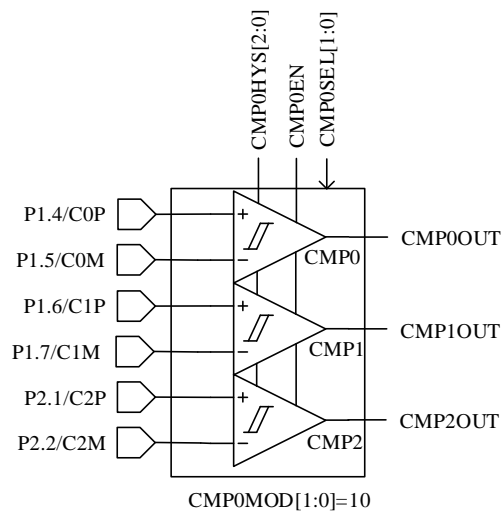 CMP0HYS[2:0]
CMP0EN
CMP0SEL[1:0]
P1.4/C0P
+
CMP0
CMP0OUT
P1.5/C0M
−
P1.6/C1P
+
CMP1
CMP1OUT
P1.7/C1M
−
P2.1/C2P
+
CMP2
CMP2OUT
P2.2/C2M
−
CMP0MOD[1:0]=10